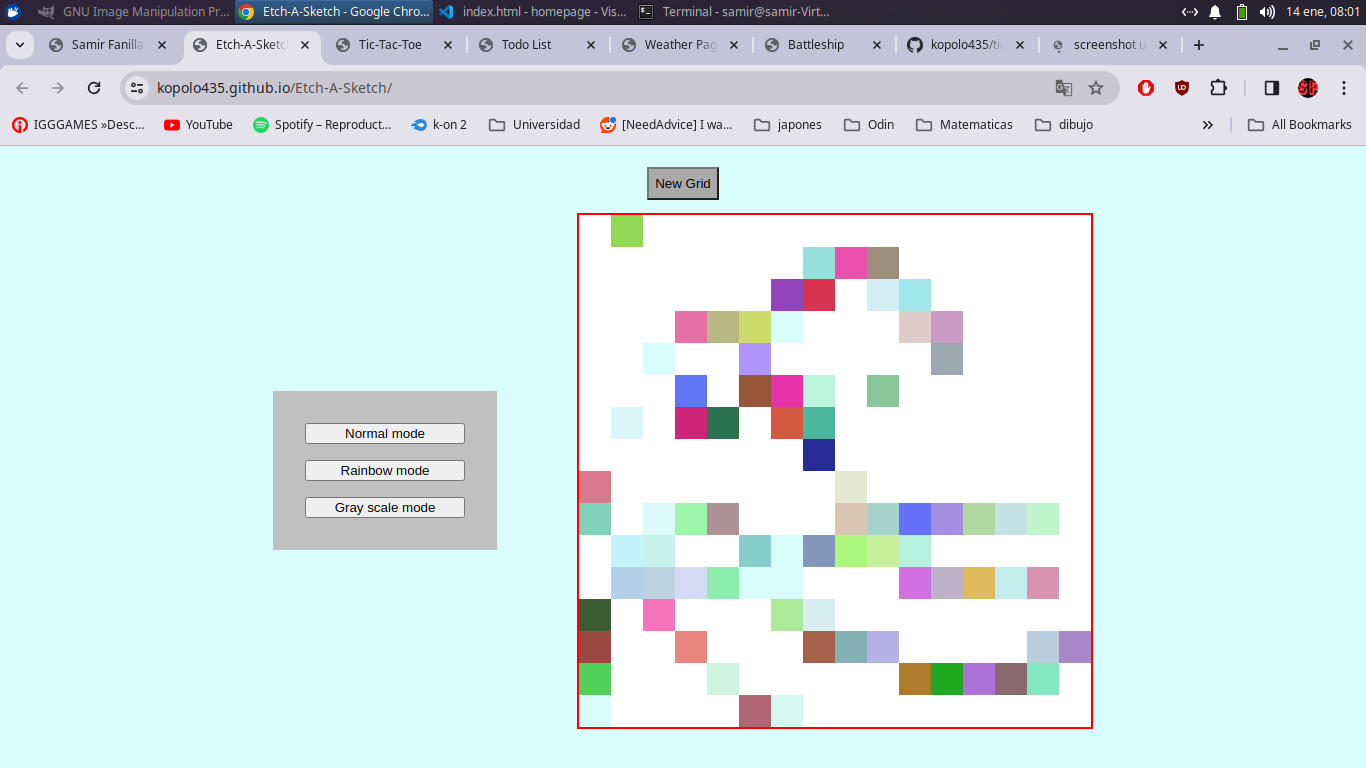 GNU Image Manipulation Pr... Etch-A-Sketch - Google Chro... index.html - homepage - Vis... Terminal - samir@samir-Virt... 14 ene, 08:01
Samir Fanilla Etch-A-Sketch Tic-Tac-Toe Todo List Weather Pag Battleship kopolo435/ti screenshot u
kopolo435.github.io/Etch-A-Sketch/
IGGGAMES »Desc... YouTube Spotify – Reproduct... k-on 2 Universidad [NeedAdvice] I wa... japones Odin Matematicas dibujo All Bookmarks
New Grid
Normal mode
Rainbow mode
Gray scale mode